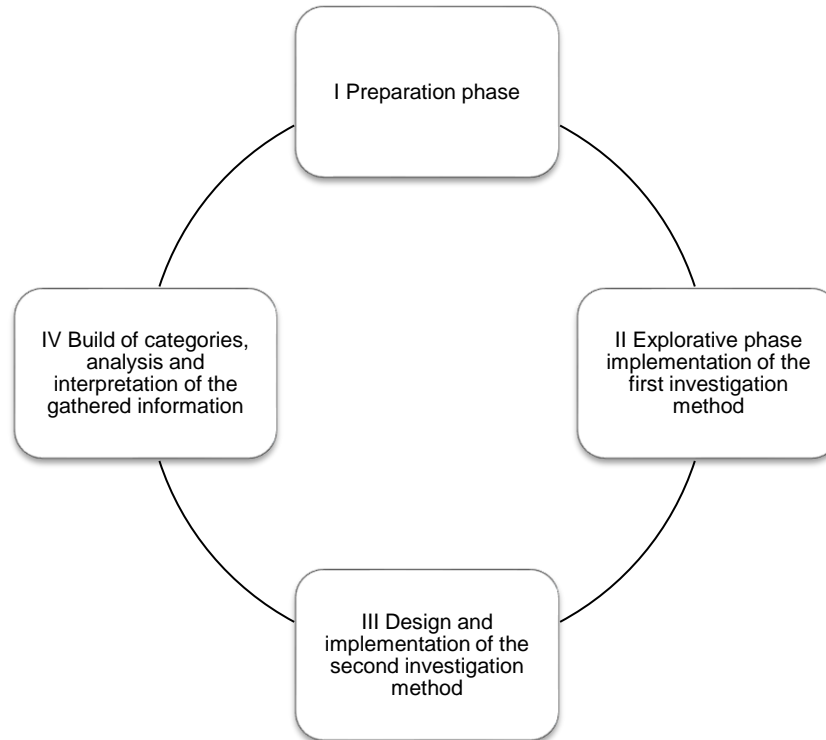 I Preparation phase
II Explorative phase
implementation of the
first investigation
method
III Design and
implementation of the
second investigation
method
IV Build of categories,
analysis and
interpretation of the
gathered information